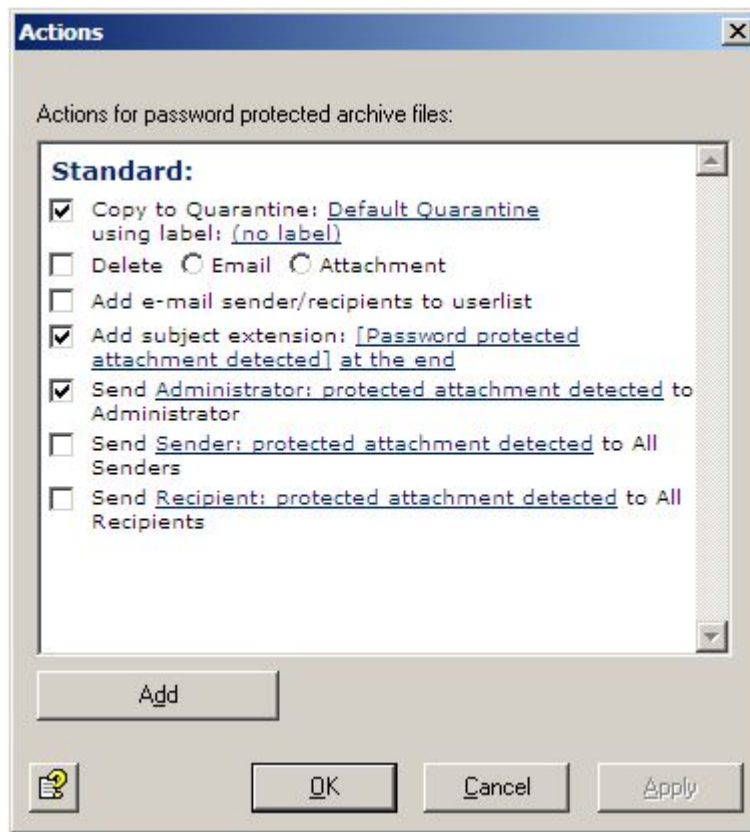 Actions
Actions for password protected archive files:
Standard:
Copy to Quarantine: Default Quarantine
using label: (no label)
Delete Email Attachment
Add e-mail sender/recipients to userlist
Add subject extension: [Password protected
attachment detected] at the end
Send Administrator: protected attachment detected to
Administrator
Send Sender: protected attachment detected to All
Senders
Send Recipient: protected attachment detected to All
Recipients
Add
OK Cancel Apply